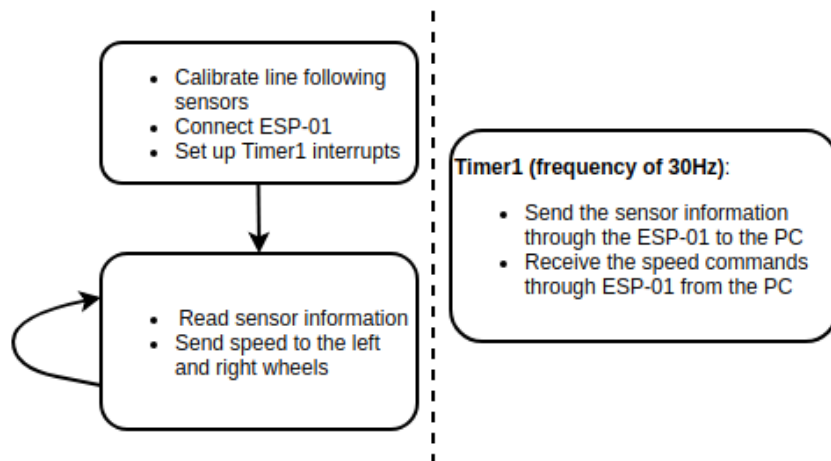 • Calibrate line following
sensors
• Connect ESP-01
• Set up Timer1 interrupts
• Read sensor information
• Send speed to the left
and right wheels
Timer1 (frequency of 30Hz):
• Send the sensor information
through the ESP-01 to the PC
• Receive the speed commands
through ESP-01 from the PC